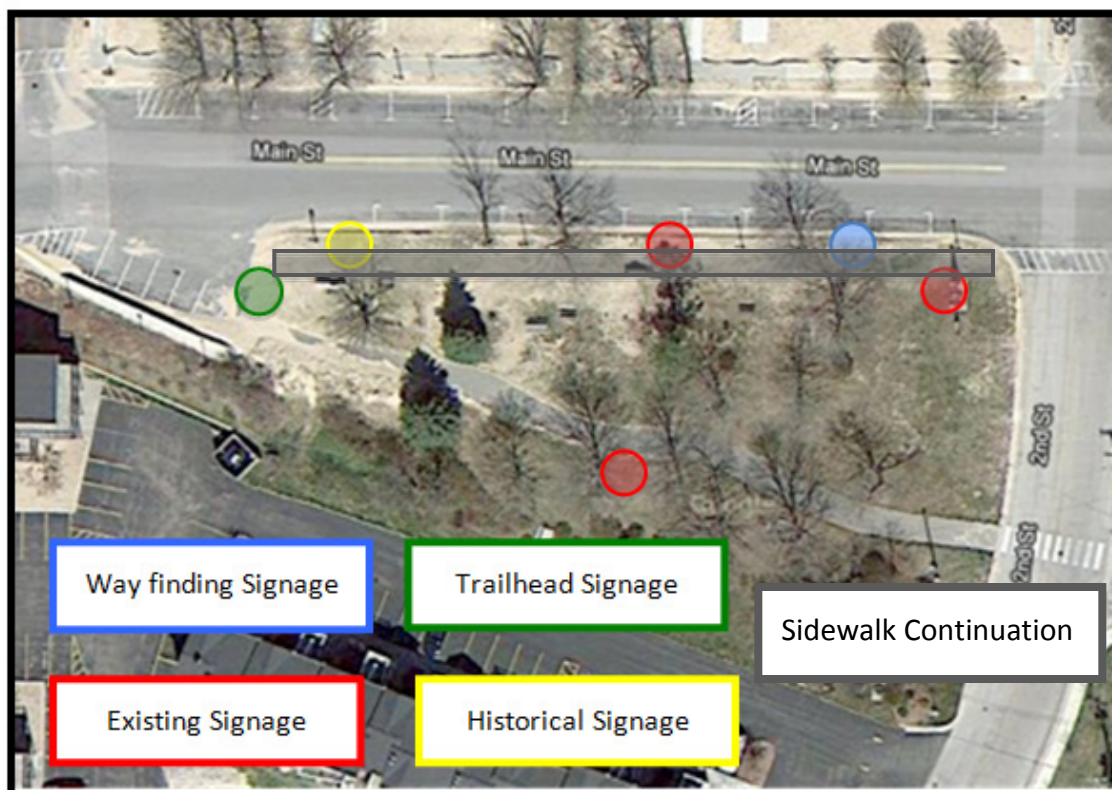 Main St
Main St
Main St
2nd St
2nd St
Way finding Signage
Trailhead Signage
Sidewalk Continuation
Existing Signage
Historical Signage